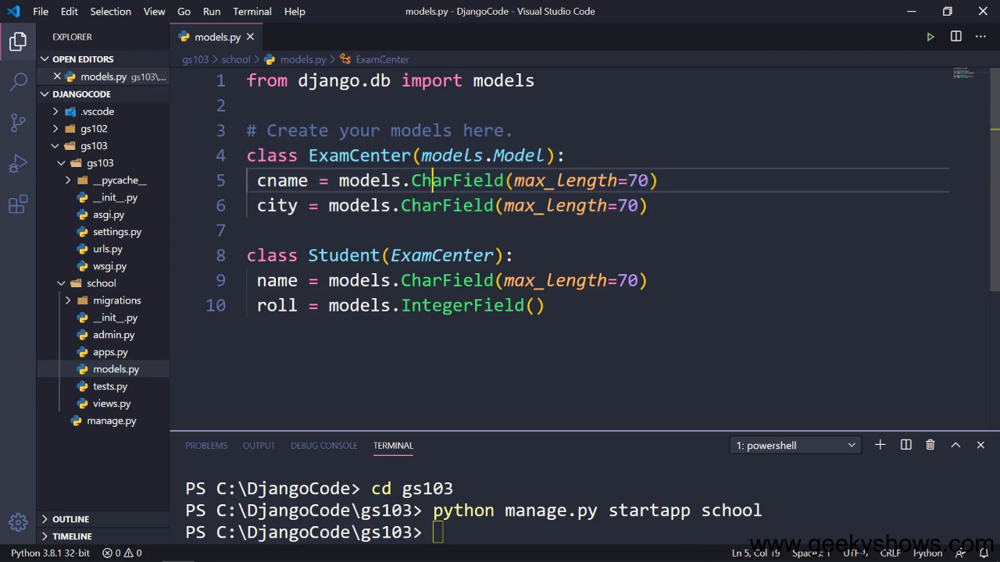 File Edit Selection View Go Run Terminal Help models.py - DjangoCode - Visual Studio Code
EXPLORER
OPEN EDITORS
models.py gs103\...
DJANGOCODE
.vscode
gs102
gs103
gs103
__pycache__
__init__.py
asgi.py
settings.py
urls.py
wsgi.py
school
migrations
__init__.py
admin.py
apps.py
models.py
tests.py
views.py
manage.py
OUTLINE
TIMELINE
models.py
gs103 > school > models.py > ExamCenter
1 from django.db import models
2
3 # Create your models here.
4 class ExamCenter(models.Model):
5 cname = models.CharField(max_length=70)
6 city = models.CharField(max_length=70)
7
8 class Student(ExamCenter):
9 name = models.CharField(max_length=70)
10 roll = models.IntegerField()
PROBLEMS OUTPUT DEBUG CONSOLE TERMINAL 1: powershell
PS C:\DjangoCode> cd gs103
PS C:\DjangoCode\gs103> python manage.py startapp school
PS C:\DjangoCode\gs103>
www.geekyshows.com
Python 3.8.1 32-bit 0 0 Ln 5, Col 19 Spaces: 1 UTF-8 CRLF Python